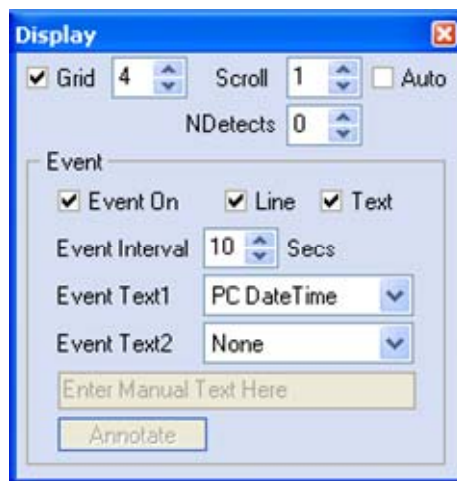 Display
Grid 4 Scroll 1 Auto
NDetects 0
Event
Event On Line Text
Event Interval 10 Secs
Event Text1 PC DateTime
Event Text2 None
Enter Manual Text Here
Annotate